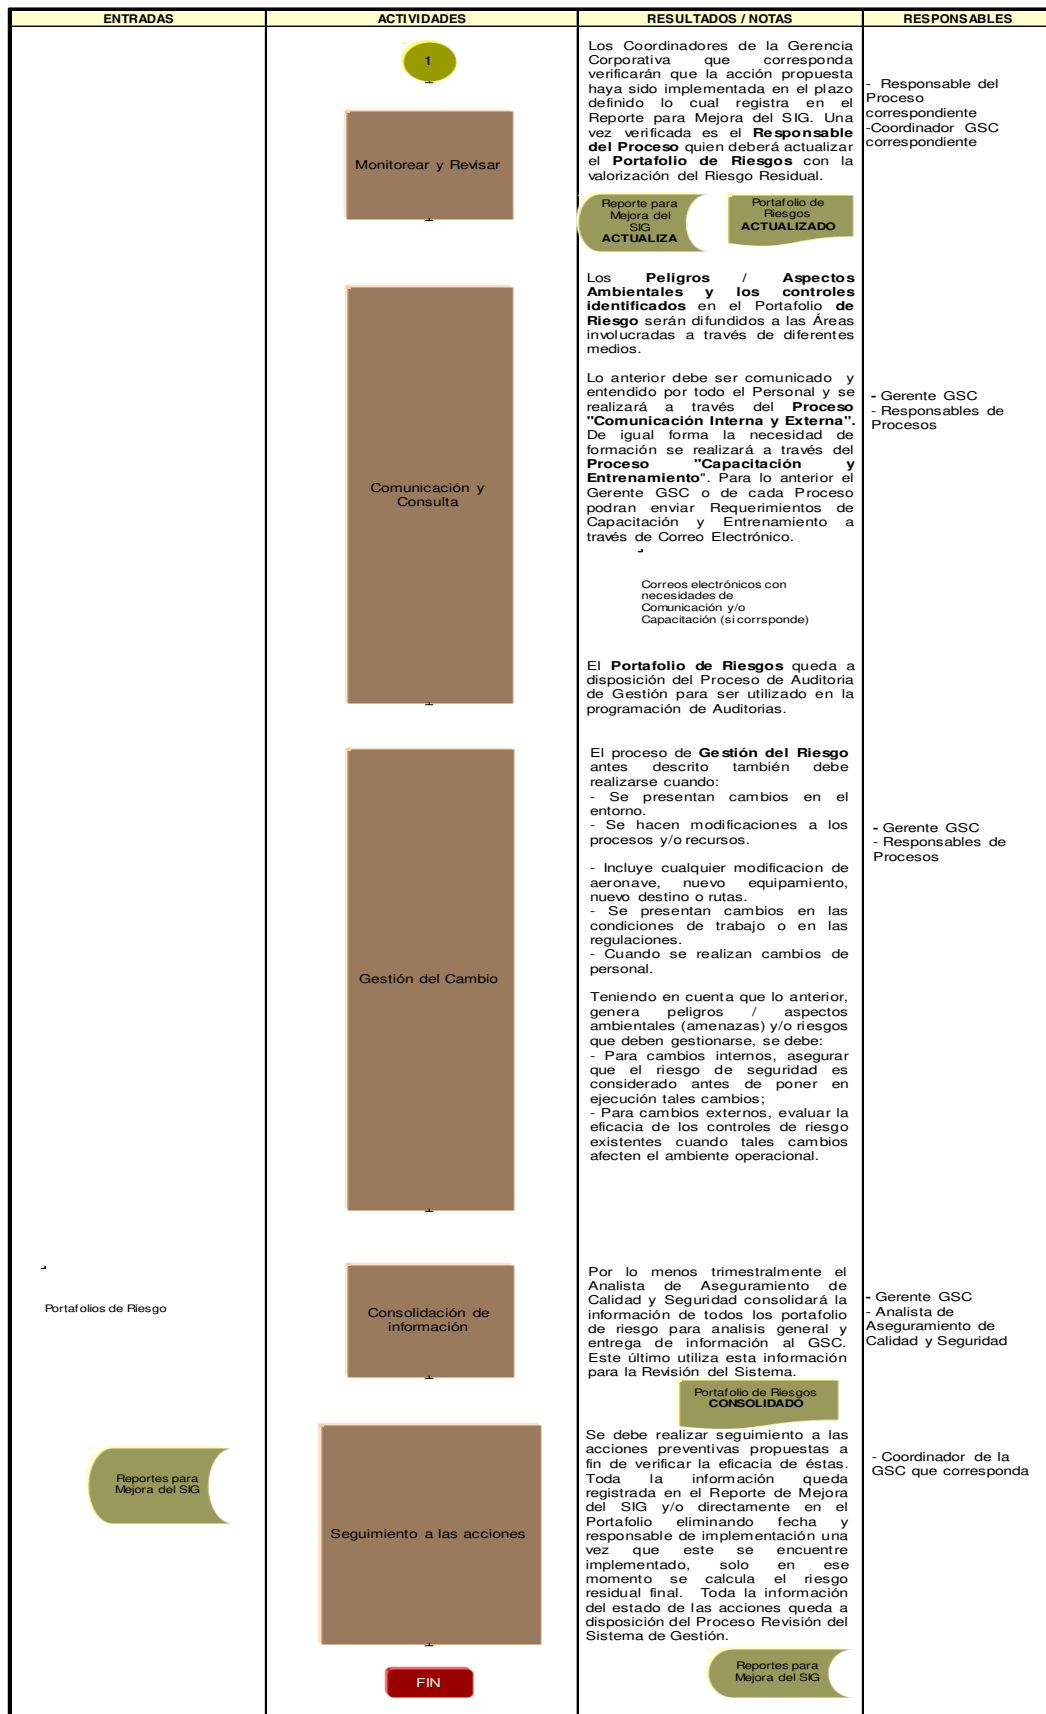 ENTRADAS
ACTIVIDADES
RESULTADOS / NOTAS
RESPONSABLES
1
Monitorear y Revisar
Los Coordinadores de la Gerencia
Corporativa que corresponda
verificarán que la acción propuesta
haya sido implementada en el plazo
definido lo cual registra en el
Reporte para Mejora del SIG. Una
vez verificada es el Responsable
del Proceso quien deberá actualizar
el Portafolio de Riesgos con la
valorización del Riesgo Residual.
Reporte para
Mejora del
SIG
ACTUALIZA
Portafolio de
Riesgos
ACTUALIZADO
- Responsable del
Proceso
correspondiente
-Coordinador GSC
correspondiente
Comunicación y
Consulta
Los Peligros / Aspectos
Ambientales y los controles
identificados en el Portafolio de
Riesgo serán difundidos a las Áreas
involucradas a través de diferentes
medios.
Lo anterior debe ser comunicado y
entendido por todo el Personal y se
realizará a través del Proceso
"Comunicación Interna y Externa".
De igual forma la necesidad de
formación se realizará a través del
Proceso "Capacitación y
Entrenamiento". Para lo anterior el
Gerente GSC o de cada Proceso
podran enviar Requerimientos de
Capacitación y Entrenamiento a
través de Correo Electrónico.
Correos electrónicos con
necesidades de
Comunicación y/o
Capacitación (si corrsponde)
El Portafolio de Riesgos queda a
disposición del Proceso de Auditoria
de Gestión para ser utilizado en la
programación de Auditorias.
- Gerente GSC
- Responsables de
Procesos
Gestión del Cambio
El proceso de Gestión del Riesgo
antes descrito también debe
realizarse cuando:
- Se presentan cambios en el
entorno.
- Se hacen modificaciones a los
procesos y/o recursos.
- Incluye cualquier modificacion de
aeronave, nuevo equipamiento,
nuevo destino o rutas.
- Se presentan cambios en las
condiciones de trabajo o en las
regulaciones.
- Cuando se realizan cambios de
personal.
Teniendo en cuenta que lo anterior,
genera peligros / aspectos
ambientales (amenazas) y/o riesgos
que deben gestionarse, se debe:
- Para cambios internos, asegurar
que el riesgo de seguridad es
considerado antes de poner en
ejecución tales cambios;
- Para cambios externos, evaluar la
eficacia de los controles de riesgo
existentes cuando tales cambios
afecten el ambiente operacional.
- Gerente GSC
- Responsables de
Procesos
Portafolios de Riesgo
Consolidación de
información
Por lo menos trimestralmente el
Analista de Aseguramiento de
Calidad y Seguridad consolidará la
información de todos los portafolio
de riesgo para analisis general y
entrega de información al GSC.
Este último utiliza esta información
para la Revisión del Sistema.
Portafolio de Riesgos
CONSOLIDADO
- Gerente GSC
- Analista de
Aseguramiento de
Calidad y Seguridad
Reportes para
Mejora del SIG
Seguimiento a las acciones
Se debe realizar seguimiento a las
acciones preventivas propuestas a
fin de verificar la eficacia de éstas.
Toda la información queda
registrada en el Reporte de Mejora
del SIG y/o directamente en el
Portafolio eliminando fecha y
responsable de implementación una
vez que este se encuentre
implementado, solo en ese
momento se calcula el riesgo
residual final. Toda la información
del estado de las acciones queda a
disposición del Proceso Revisión del
Sistema de Gestión.
Reportes para
Mejora del SIG
- Coordinador de la
GSC que corresponda
FIN